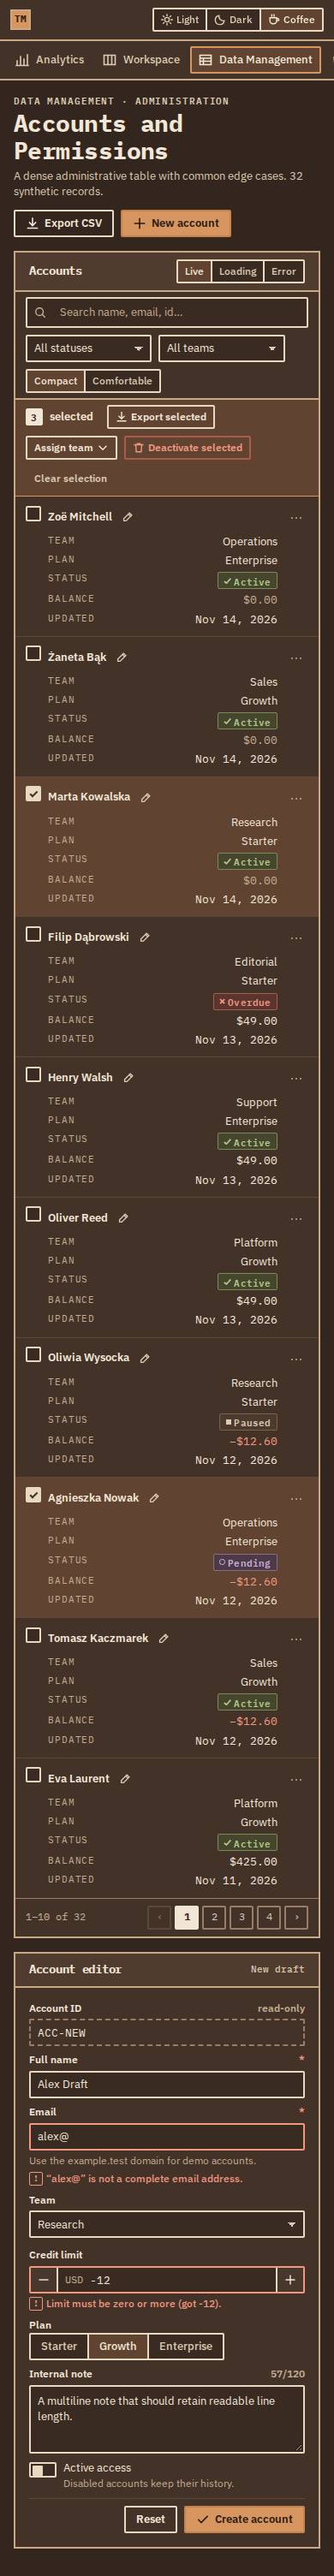 TM Light Dark Coffee
Analytics Workspace Data Management
DATA MANAGEMENT · ADMINISTRATION
Accounts and
Permissions
A dense administrative table with common edge cases. 32
synthetic records.
Export CSV New account
Accounts Live Loading Error
Search name, email, id…
All statuses All teams
Compact Comfortable
3 selected Export selected
Assign team Deactivate selected
Clear selection
Zoë Mitchell ...
TEAM Operations
PLAN Enterprise
STATUS Active
BALANCE $0.00
UPDATED Nov 14, 2026
Żaneta Bąk ...
TEAM Sales
PLAN Growth
STATUS Active
BALANCE $0.00
UPDATED Nov 14, 2026
Marta Kowalska ...
TEAM Research
PLAN Starter
STATUS Active
BALANCE $0.00
UPDATED Nov 14, 2026
Filip Dąbrowski ...
TEAM Editorial
PLAN Starter
STATUS Overdue
BALANCE $49.00
UPDATED Nov 13, 2026
Henry Walsh ...
TEAM Support
PLAN Enterprise
STATUS Active
BALANCE $49.00
UPDATED Nov 13, 2026
Oliver Reed ...
TEAM Platform
PLAN Growth
STATUS Active
BALANCE $49.00
UPDATED Nov 13, 2026
Oliwia Wysocka ...
TEAM Research
PLAN Starter
STATUS Paused
BALANCE −$12.60
UPDATED Nov 12, 2026
Agnieszka Nowak ...
TEAM Operations
PLAN Enterprise
STATUS Pending
BALANCE −$12.60
UPDATED Nov 12, 2026
Tomasz Kaczmarek ...
TEAM Sales
PLAN Growth
STATUS Active
BALANCE −$12.60
UPDATED Nov 12, 2026
Eva Laurent ...
TEAM Platform
PLAN Growth
STATUS Active
BALANCE $425.00
UPDATED Nov 11, 2026
1–10 of 32 ‹ 1 2 3 4 ›
Account editor New draft
Account ID read-only
ACC-NEW
Full name *
Alex Draft
Email *
alex@
Use the example.test domain for demo accounts.
! “alex@” is not a complete email address.
Team
Research
Credit limit
− USD -12 +
! Limit must be zero or more (got -12).
Plan
Starter Growth Enterprise
Internal note 57/120
A multiline note that should retain readable line
length.
Active access
Disabled accounts keep their history.
Reset Create account